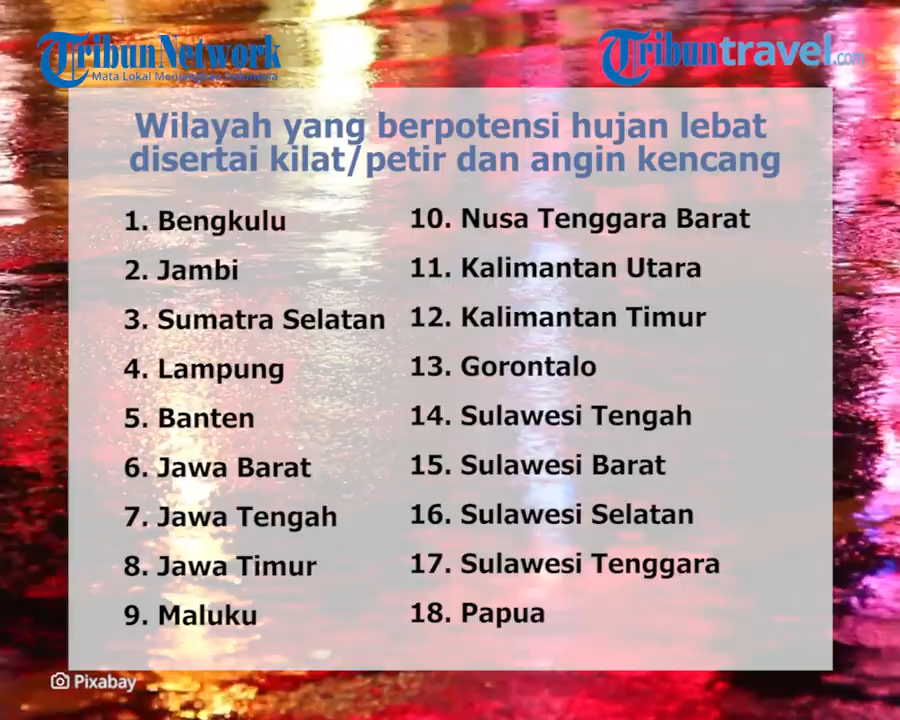 TribunNetwork
Mata Lokal Menjangkau Indonesia
Tribuntravel.com
Wilayah yang berpotensi hujan lebat
disertai kilat/petir dan angin kencang
1. Bengkulu
2. Jambi
3. Sumatra Selatan
4. Lampung
5. Banten
6. Jawa Barat
7. Jawa Tengah
8. Jawa Timur
9. Maluku
10. Nusa Tenggara Barat
11. Kalimantan Utara
12. Kalimantan Timur
13. Gorontalo
14. Sulawesi Tengah
15. Sulawesi Barat
16. Sulawesi Selatan
17. Sulawesi Tenggara
18. Papua
Pixabay